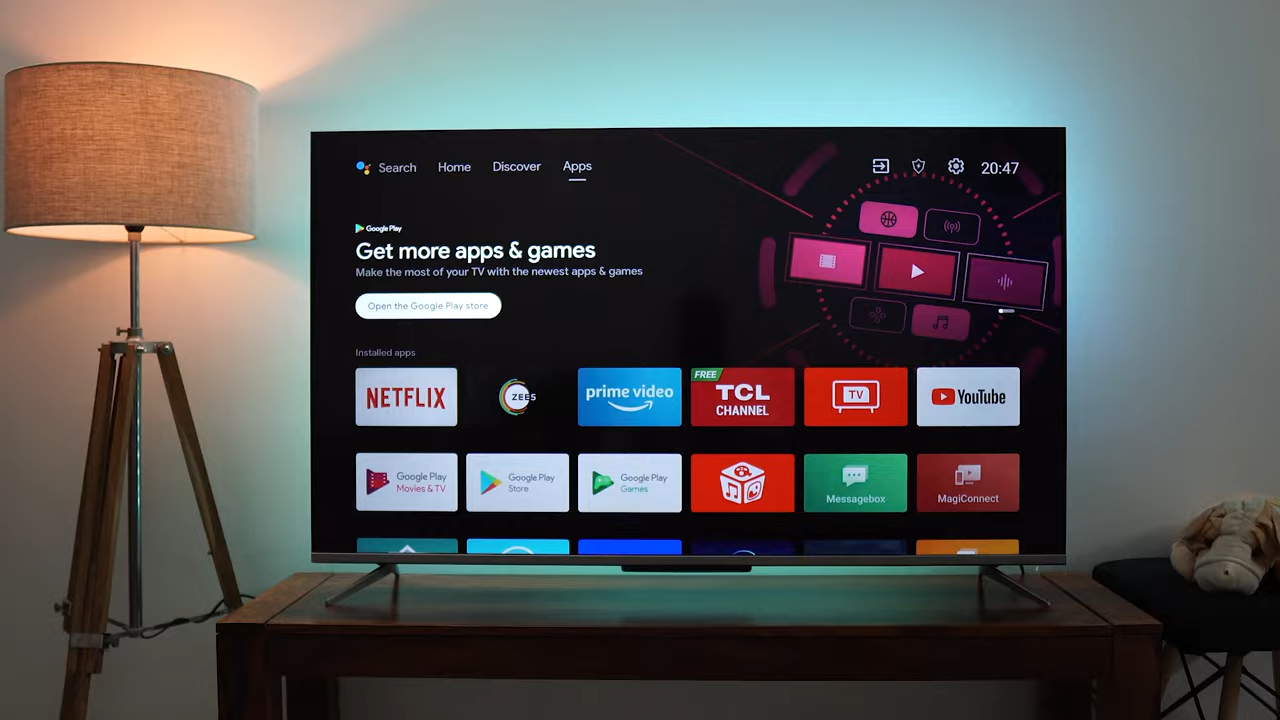 Search Home Discover Apps 20:47
Google Play
Get more apps & games
Make the most of your TV with the newest apps & games
Open the Google Play store
Installed apps
NETFLIX
ZEE5
prime video
FREE
TCL
CHANNEL
TV
YouTube
Google Play
Movies & TV
Google Play
Store
Google Play
Games
Messagebox
MagiConnect